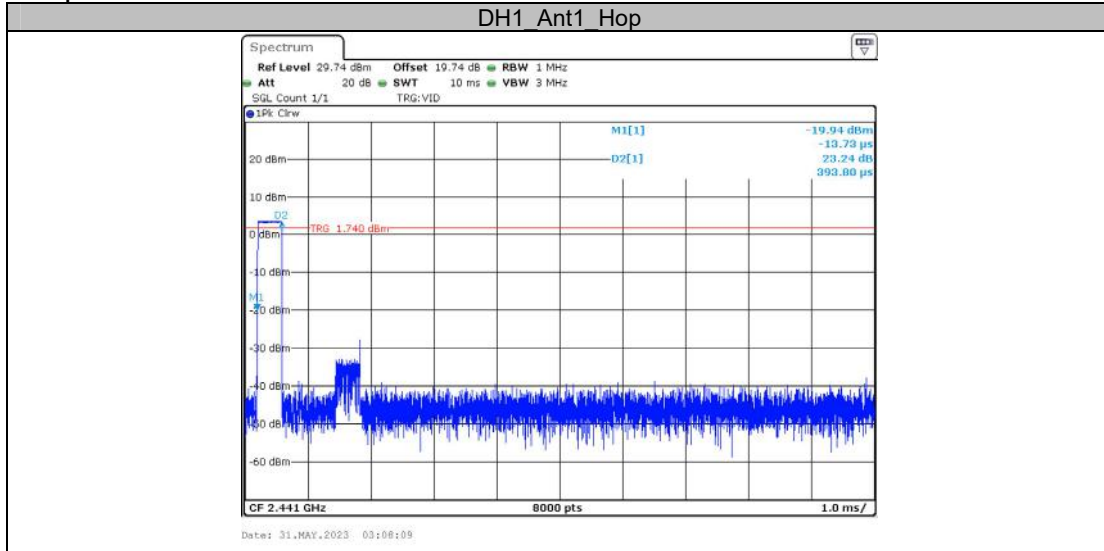 DH1_Ant1_Hop
Spectrum
Ref Level 29.74 dBm Offset 19.74 dB RBW 1 MHz
Att 20 dB SWT 10 ms VBW 3 MHz
SGL Count 1/1 TRG:VID
1Pk Clrw
M1[1] -19.94 dBm
-13.73 µs
20 dBm D2[1] 23.24 dB
393.80 µs
10 dBm
D2
TRG 1.740 dBm
0 dBm
-10 dBm
M1
-20 dBm
-30 dBm
-40 dBm
-50 dBm
-60 dBm
CF 2.441 GHz 8000 pts 1.0 ms/
Date: 31.MAY.2023 03:08:09